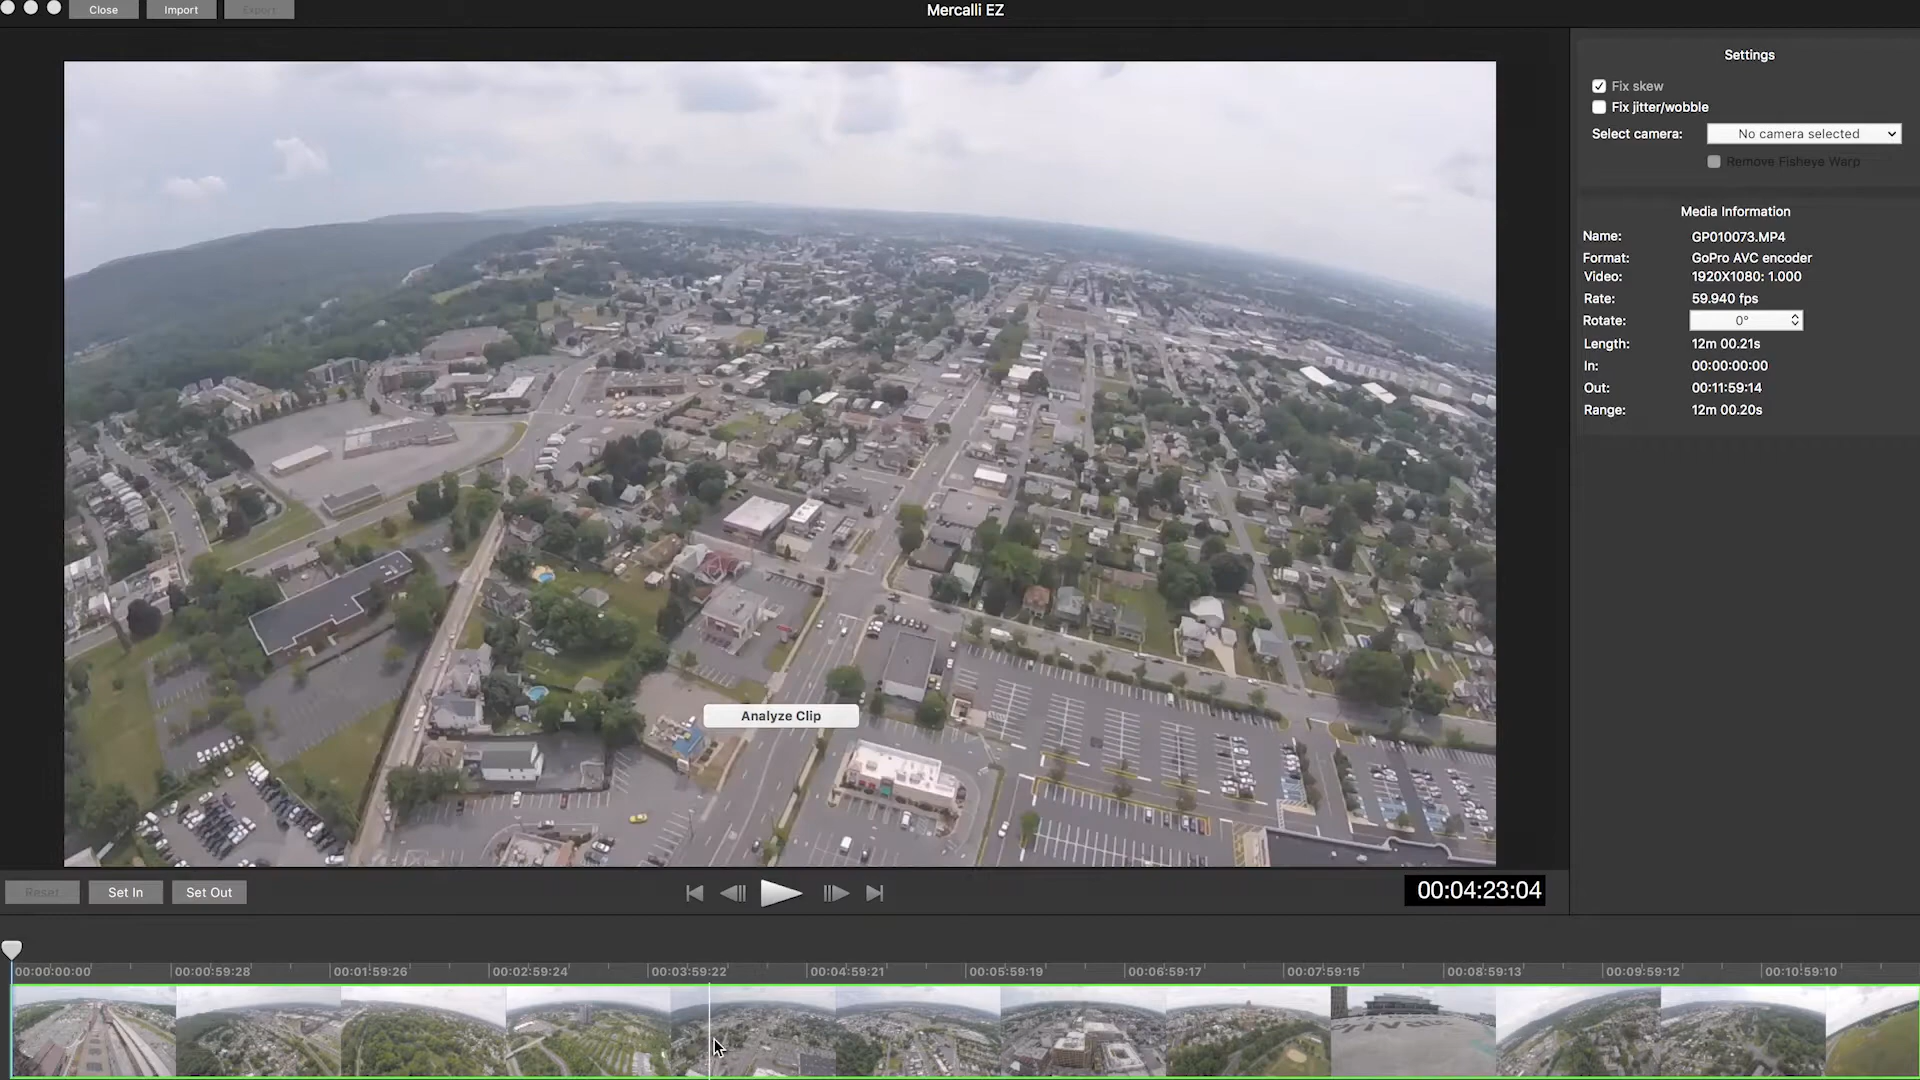 Close Import Export Mercalli EZ
Settings
Fix skew
Fix jitter/wobble
Select camera: No camera selected
Remove Fisheye Warp
Media Information
Name: GP010073.MP4
Format: GoPro AVC encoder
Video: 1920X1080: 1.000
Rate: 59.940 fps
Rotate: 0°
Length: 12m 00.21s
In: 00:00:00:00
Out: 00:11:59:14
Range: 12m 00.20s
Analyze Clip
Reset Set In Set Out 00:04:23:04
00:00:00:00 00:00:59:28 00:01:59:26 00:02:59:24 00:03:59:22 00:04:59:21 00:05:59:19 00:06:59:17 00:07:59:15 00:08:59:13 00:09:59:12 00:10:59:10